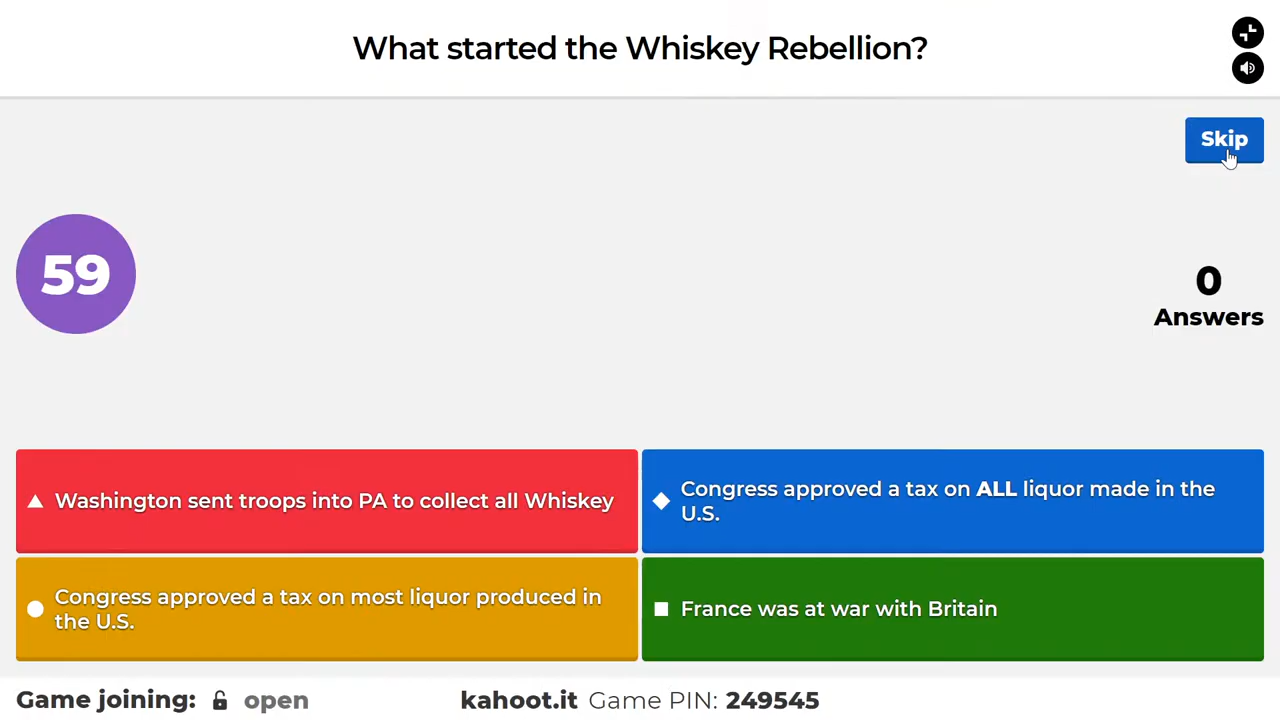 What started the Whiskey Rebellion?
Skip
59
0
Answers
Washington sent troops into PA to collect all Whiskey
Congress approved a tax on ALL liquor made in the
U.S.
Congress approved a tax on most liquor produced in
the U.S.
France was at war with Britain
Game joining: open
kahoot.it Game PIN: 249545